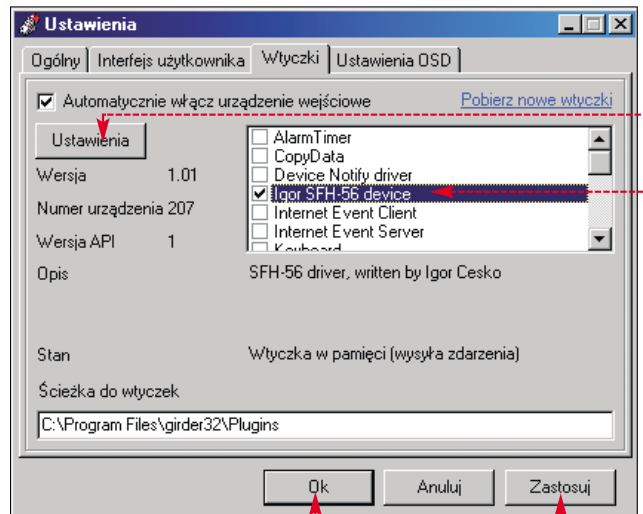 Ustawienia
Ogólny Interfejs użytkownika Wtyczki Ustawienia OSD
Automatycznie włącz urządzenie wejściowe Pobierz nowe wtyczki
Ustawienia
Wersja 1.01
Numer urządzenia 207
Wersja API 1
AlarmTimer
CopyData
Device Notify driver
Igor SFH-56 device
Internet Event Client
Internet Event Server
Keyboard
Opis SFH-56 driver, written by Igor Cesko
Stan Wtyczka w pamięci (wysyła zdarzenia)
Ścieżka do wtyczek
C:\Program Files\girder32\Plugins
Ok Anuluj Zastosuj